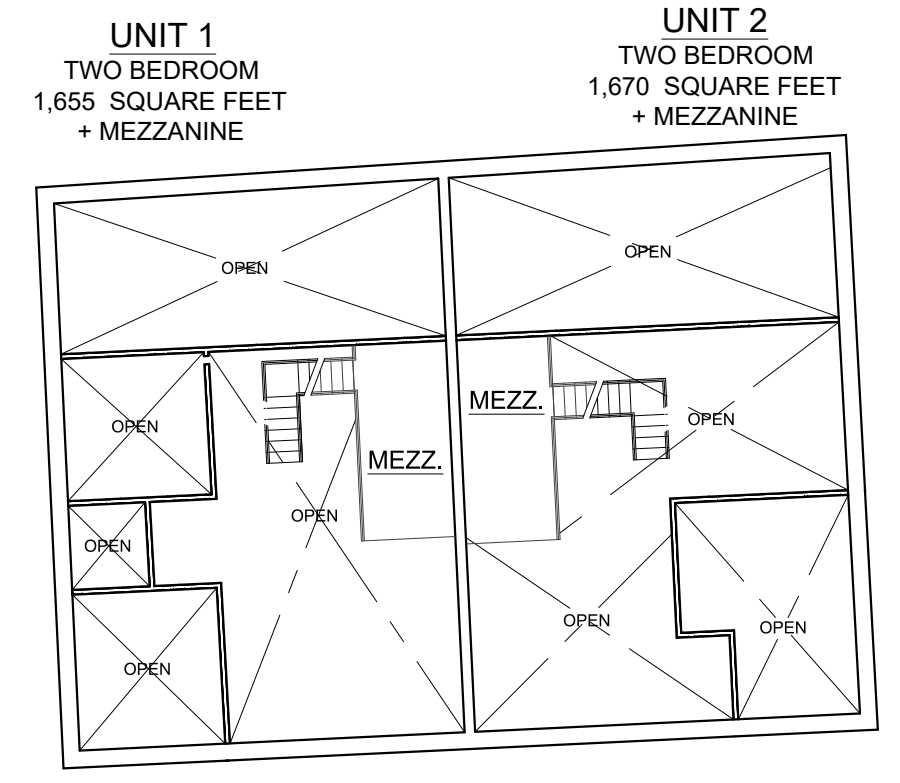 UNIT 1
TWO BEDROOM
1,655 SQUARE FEET
+ MEZZANINE
UNIT 2
TWO BEDROOM
1,670 SQUARE FEET
+ MEZZANINE
OPEN
OPEN
OPEN
MEZZ.
OPEN
MEZZ.
OPEN
OPEN
OPEN
OPEN
OPEN